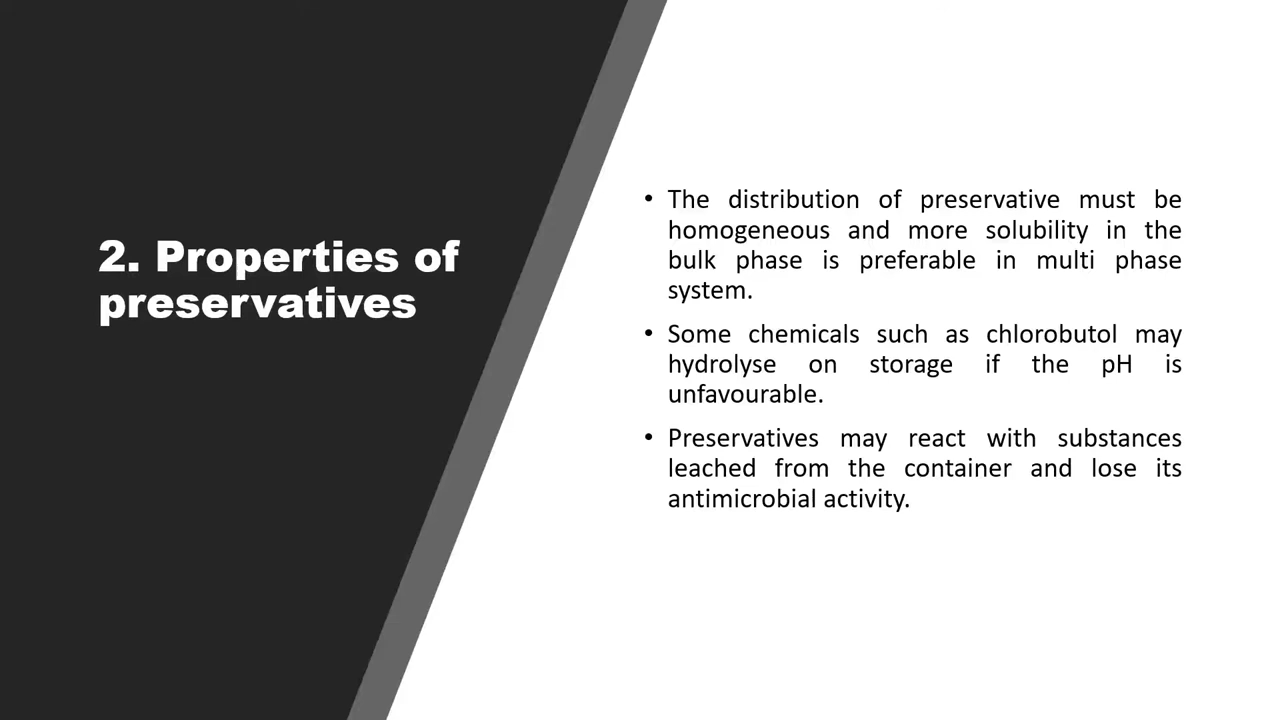 2. Properties of
preservatives
• The distribution of preservative must be
homogeneous and more solubility in the
bulk phase is preferable in multi phase
system.
• Some chemicals such as chlorobutol may
hydrolyse on storage if the pH is
unfavourable.
• Preservatives may react with substances
leached from the container and lose its
antimicrobial activity.